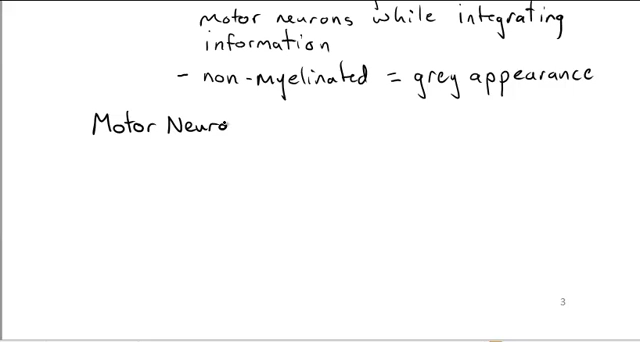 motor neurons while integrating
information
- non-myelinated = grey appearance
Motor Neuro
3